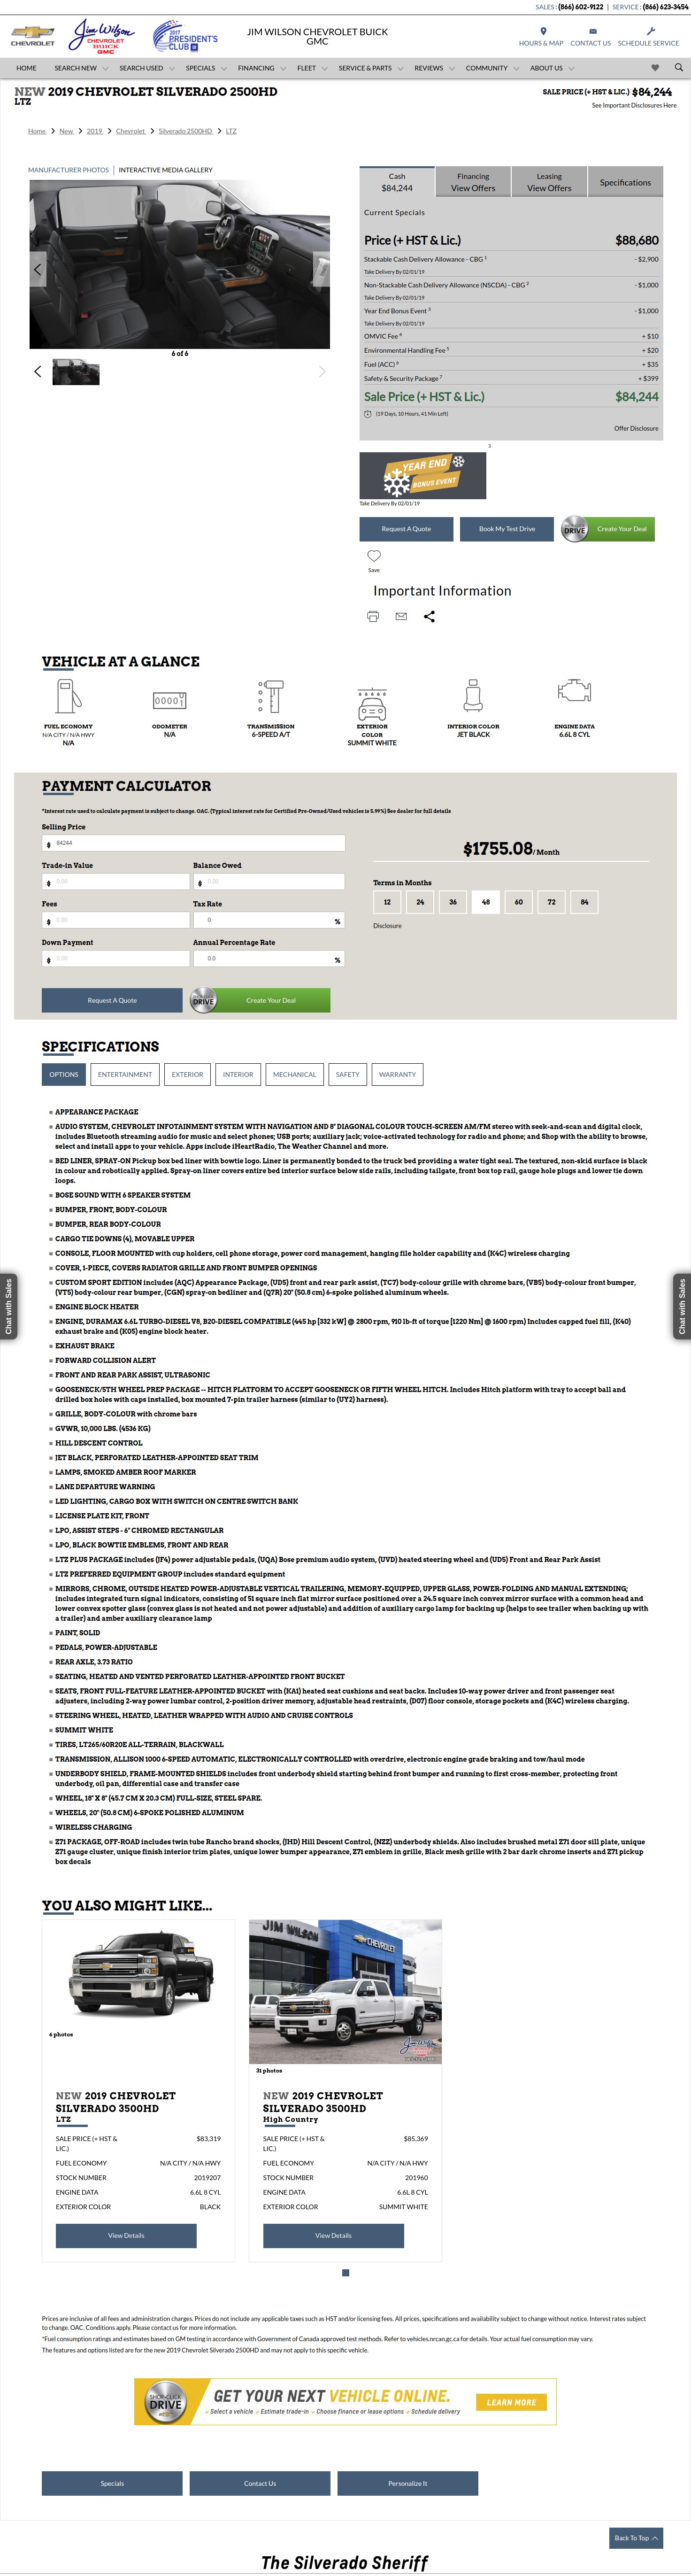 SALES : (866) 602-9122 | SERVICE : (866) 623-3454
CHEVROLET
Jim Wilson
CHEVROLET
BUICK
GMC
2017
PRESIDENT'S
CLUB
JIM WILSON CHEVROLET BUICK
GMC
HOURS & MAP CONTACT US SCHEDULE SERVICE
HOME SEARCH NEW SEARCH USED SPECIALS FINANCING FLEET SERVICE & PARTS REVIEWS COMMUNITY ABOUT US
NEW 2019 CHEVROLET SILVERADO 2500HD
LTZ
SALE PRICE (+ HST & LIC.) $84,244
See Important Disclosures Here
Home > New > 2019 > Chevrolet > Silverado 2500HD > LTZ
MANUFACTURER PHOTOS | INTERACTIVE MEDIA GALLERY
6 of 6
Cash
$84,244
Financing
View Offers
Leasing
View Offers
Specifications
Current Specials
Price (+ HST & Lic.) $88,680
Stackable Cash Delivery Allowance - CBG 1 - $2,900
Take Delivery By 02/01/19
Non-Stackable Cash Delivery Allowance (NSCDA) - CBG 2 - $1,000
Take Delivery By 02/01/19
Year End Bonus Event 3 - $1,000
Take Delivery By 02/01/19
OMVIC Fee 4 + $10
Environmental Handling Fee 5 + $20
Fuel (ACC) 6 + $35
Safety & Security Package 7 + $399
Sale Price (+ HST & Lic.) $84,244
(19 Days, 10 Hours, 41 Min Left)
Offer Disclosure
3
YEAR END
BONUS EVENT
Take Delivery By 02/01/19
Request A Quote
Book My Test Drive
DRIVE
Create Your Deal
Save
Important Information
VEHICLE AT A GLANCE
FUEL ECONOMY
N/A CITY / N/A HWY
N/A
ODOMETER
N/A
TRANSMISSION
6-SPEED A/T
EXTERIOR
COLOR
SUMMIT WHITE
INTERIOR COLOR
JET BLACK
ENGINE DATA
6.6L 8 CYL
PAYMENT CALCULATOR
*Interest rate used to calculate payment is subject to change. OAC. (Typical interest rate for Certified Pre-Owned/Used vehicles is 5.99%) See dealer for full details
Selling Price
$ 84244
Trade-in Value
$ 0.00
Balance Owed
$ 0.00
Fees
$ 0.00
Tax Rate
0 %
Down Payment
$ 0.00
Annual Percentage Rate
0.0 %
$1755.08 / Month
Terms in Months
12 24 36 48 60 72 84
Disclosure
Request A Quote
DRIVE
Create Your Deal
SPECIFICATIONS
OPTIONS ENTERTAINMENT EXTERIOR INTERIOR MECHANICAL SAFETY WARRANTY
APPEARANCE PACKAGE
AUDIO SYSTEM, CHEVROLET INFOTAINMENT SYSTEM WITH NAVIGATION AND 8" DIAGONAL COLOUR TOUCH-SCREEN AM/FM stereo with seek-and-scan and digital clock,
includes Bluetooth streaming audio for music and select phones; USB ports; auxiliary jack; voice-activated technology for radio and phone; and Shop with the ability to browse,
select and install apps to your vehicle. Apps include iHeartRadio, The Weather Channel and more.
BED LINER, SPRAY-ON Pickup box bed liner with bowtie logo. Liner is permanently bonded to the truck bed providing a water tight seal. The textured, non-skid surface is black
in colour and robotically applied. Spray-on liner covers entire bed interior surface below side rails, including tailgate, front box top rail, gauge hole plugs and lower tie down
loops.
BOSE SOUND WITH 6 SPEAKER SYSTEM
BUMPER, FRONT, BODY-COLOUR
BUMPER, REAR BODY-COLOUR
CARGO TIE DOWNS (4), MOVABLE UPPER
CONSOLE, FLOOR MOUNTED with cup holders, cell phone storage, power cord management, hanging file holder capability and (K4C) wireless charging
COVER, 1-PIECE, COVERS RADIATOR GRILLE AND FRONT BUMPER OPENINGS
CUSTOM SPORT EDITION includes (AQC) Appearance Package, (UD5) front and rear park assist, (TC7) body-colour grille with chrome bars, (VB5) body-colour front bumper,
(VT5) body-colour rear bumper, (CGN) spray-on bedliner and (Q7R) 20" (50.8 cm) 6-spoke polished aluminum wheels.
ENGINE BLOCK HEATER
ENGINE, DURAMAX 6.6L TURBO-DIESEL V8, B20-DIESEL COMPATIBLE (445 hp [332 kW] @ 2800 rpm, 910 lb-ft of torque [1220 Nm] @ 1600 rpm) Includes capped fuel fill, (K40)
exhaust brake and (K05) engine block heater.
EXHAUST BRAKE
FORWARD COLLISION ALERT
FRONT AND REAR PARK ASSIST, ULTRASONIC
GOOSENECK/5TH WHEEL PREP PACKAGE -- HITCH PLATFORM TO ACCEPT GOOSENECK OR FIFTH WHEEL HITCH. Includes Hitch platform with tray to accept ball and
drilled box holes with caps installed, box mounted 7-pin trailer harness (similar to (UY2) harness).
GRILLE, BODY-COLOUR with chrome bars
GVWR, 10,000 LBS. (4536 KG)
HILL DESCENT CONTROL
JET BLACK, PERFORATED LEATHER-APPOINTED SEAT TRIM
LAMPS, SMOKED AMBER ROOF MARKER
LANE DEPARTURE WARNING
LED LIGHTING, CARGO BOX WITH SWITCH ON CENTRE SWITCH BANK
LICENSE PLATE KIT, FRONT
LPO, ASSIST STEPS - 6" CHROMED RECTANGULAR
LPO, BLACK BOWTIE EMBLEMS, FRONT AND REAR
LTZ PLUS PACKAGE includes (JF4) power adjustable pedals, (UQA) Bose premium audio system, (UVD) heated steering wheel and (UD5) Front and Rear Park Assist
LTZ PREFERRED EQUIPMENT GROUP includes standard equipment
MIRRORS, CHROME, OUTSIDE HEATED POWER-ADJUSTABLE VERTICAL TRAILERING, MEMORY-EQUIPPED, UPPER GLASS, POWER-FOLDING AND MANUAL EXTENDING;
includes integrated turn signal indicators, consisting of 51 square inch flat mirror surface positioned over a 24.5 square inch convex mirror surface with a common head and
lower convex spotter glass (convex glass is not heated and not power adjustable) and addition of auxiliary cargo lamp for backing up (helps to see trailer when backing up with
a trailer) and amber auxiliary clearance lamp
PAINT, SOLID
PEDALS, POWER-ADJUSTABLE
REAR AXLE, 3.73 RATIO
SEATING, HEATED AND VENTED PERFORATED LEATHER-APPOINTED FRONT BUCKET
SEATS, FRONT FULL-FEATURE LEATHER-APPOINTED BUCKET with (KA1) heated seat cushions and seat backs. Includes 10-way power driver and front passenger seat
adjusters, including 2-way power lumbar control, 2-position driver memory, adjustable head restraints, (D07) floor console, storage pockets and (K4C) wireless charging.
STEERING WHEEL, HEATED, LEATHER WRAPPED WITH AUDIO AND CRUISE CONTROLS
SUMMIT WHITE
TIRES, LT265/60R20E ALL-TERRAIN, BLACKWALL
TRANSMISSION, ALLISON 1000 6-SPEED AUTOMATIC, ELECTRONICALLY CONTROLLED with overdrive, electronic engine grade braking and tow/haul mode
UNDERBODY SHIELD, FRAME-MOUNTED SHIELDS includes front underbody shield starting behind front bumper and running to first cross-member, protecting front
underbody, oil pan, differential case and transfer case
WHEEL, 18" X 8" (45.7 CM X 20.3 CM) FULL-SIZE, STEEL SPARE.
WHEELS, 20" (50.8 CM) 6-SPOKE POLISHED ALUMINUM
WIRELESS CHARGING
Z71 PACKAGE, OFF-ROAD includes twin tube Rancho brand shocks, (JHD) Hill Descent Control, (NZZ) underbody shields. Also includes brushed metal Z71 door sill plate, unique
Z71 gauge cluster, unique finish interior trim plates, unique lower bumper appearance, Z71 emblem in grille, Black mesh grille with 2 bar dark chrome inserts and Z71 pickup
box decals
Chat with Sales
Chat with Sales
YOU ALSO MIGHT LIKE...
6 photos
NEW 2019 CHEVROLET
SILVERADO 3500HD
LTZ
SALE PRICE (+ HST &
LIC.) $83,319
FUEL ECONOMY N/A CITY / N/A HWY
STOCK NUMBER 2019207
ENGINE DATA 6.6L 8 CYL
EXTERIOR COLOR BLACK
View Details
JIM WILSON
CHEVROLET
31 photos
NEW 2019 CHEVROLET
SILVERADO 3500HD
High Country
SALE PRICE (+ HST &
LIC.) $85,369
FUEL ECONOMY N/A CITY / N/A HWY
STOCK NUMBER 201960
ENGINE DATA 6.6L 8 CYL
EXTERIOR COLOR SUMMIT WHITE
View Details
Prices are inclusive of all fees and administration charges. Prices do not include any applicable taxes such as HST and/or licensing fees. All prices, specifications and availability subject to change without notice. Interest rates subject
to change. OAC. Conditions apply. Please contact us for more information.
*Fuel consumption ratings and estimates based on GM testing in accordance with Government of Canada approved test methods. Refer to vehicles.nrcan.gc.ca for details. Your actual fuel consumption may vary.
The features and options listed are for the new 2019 Chevrolet Silverado 2500HD and may not apply to this specific vehicle.
SHOP·CLICK
DRIVE
GET YOUR NEXT VEHICLE ONLINE.
Select a vehicle Estimate trade-in Choose finance or lease options Schedule delivery
LEARN MORE
Specials
Contact Us
Personalize It
Back To Top
The Silverado Sheriff